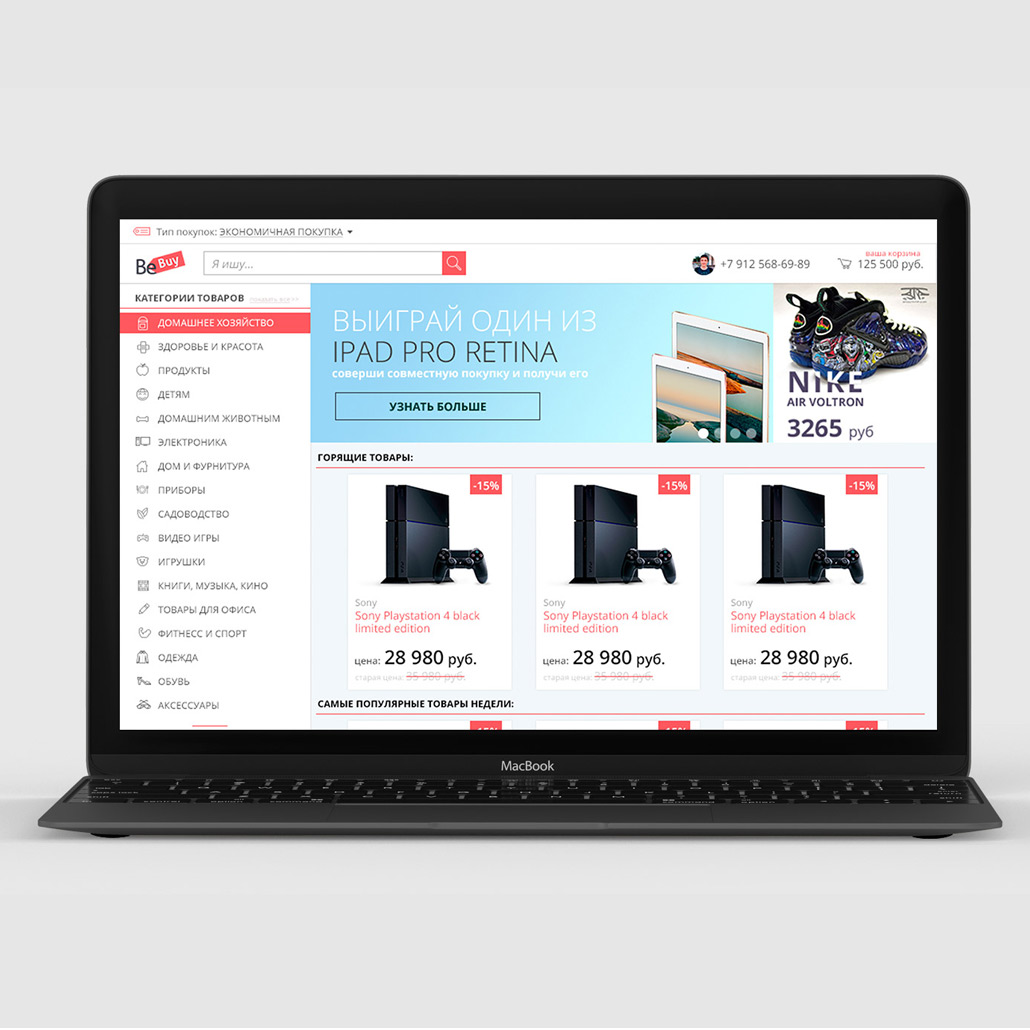 Тип покупок: ЭКОНОМИЧНАЯ ПОКУПКА
Be Buy
Я ищу...
+7 912 568-69-89
ваша корзина
125 500 руб.
КАТЕГОРИИ ТОВАРОВ
ДОМАШНЕЕ ХОЗЯЙСТВО
ЗДОРОВЬЕ И КРАСОТА
ПРОДУКТЫ
ДЕТЯМ
ДОМАШНИМ ЖИВОТНЫМ
ЭЛЕКТРОНИКА
ДОМ И ФУРНИТУРА
ПРИБОРЫ
САДОВОДСТВО
ВИДЕО ИГРЫ
ИГРУШКИ
КНИГИ, МУЗЫКА, КИНО
ТОВАРЫ ДЛЯ ОФИСА
ФИТНЕСС И СПОРТ
ОДЕЖДА
ОБУВЬ
АКСЕССУАРЫ
ВЫИГРАЙ ОДИН ИЗ
IPAD PRO RETINA
соверши совместную покупку и получи его
УЗНАТЬ БОЛЬШЕ
NIKE
AIR VOLTRON
3265 руб
ГОРЯЩИЕ ТОВАРЫ:
-15%
Sony
Sony Playstation 4 black
limited edition
цена: 28 980 руб.
старая цена: 35 980 руб.
-15%
Sony
Sony Playstation 4 black
limited edition
цена: 28 980 руб.
старая цена: 35 980 руб.
-15%
Sony
Sony Playstation 4 black
limited edition
цена: 28 980 руб.
старая цена: 35 980 руб.
САМЫЕ ПОПУЛЯРНЫЕ ТОВАРЫ НЕДЕЛИ:
-15%
-15%
-15%
MacBook